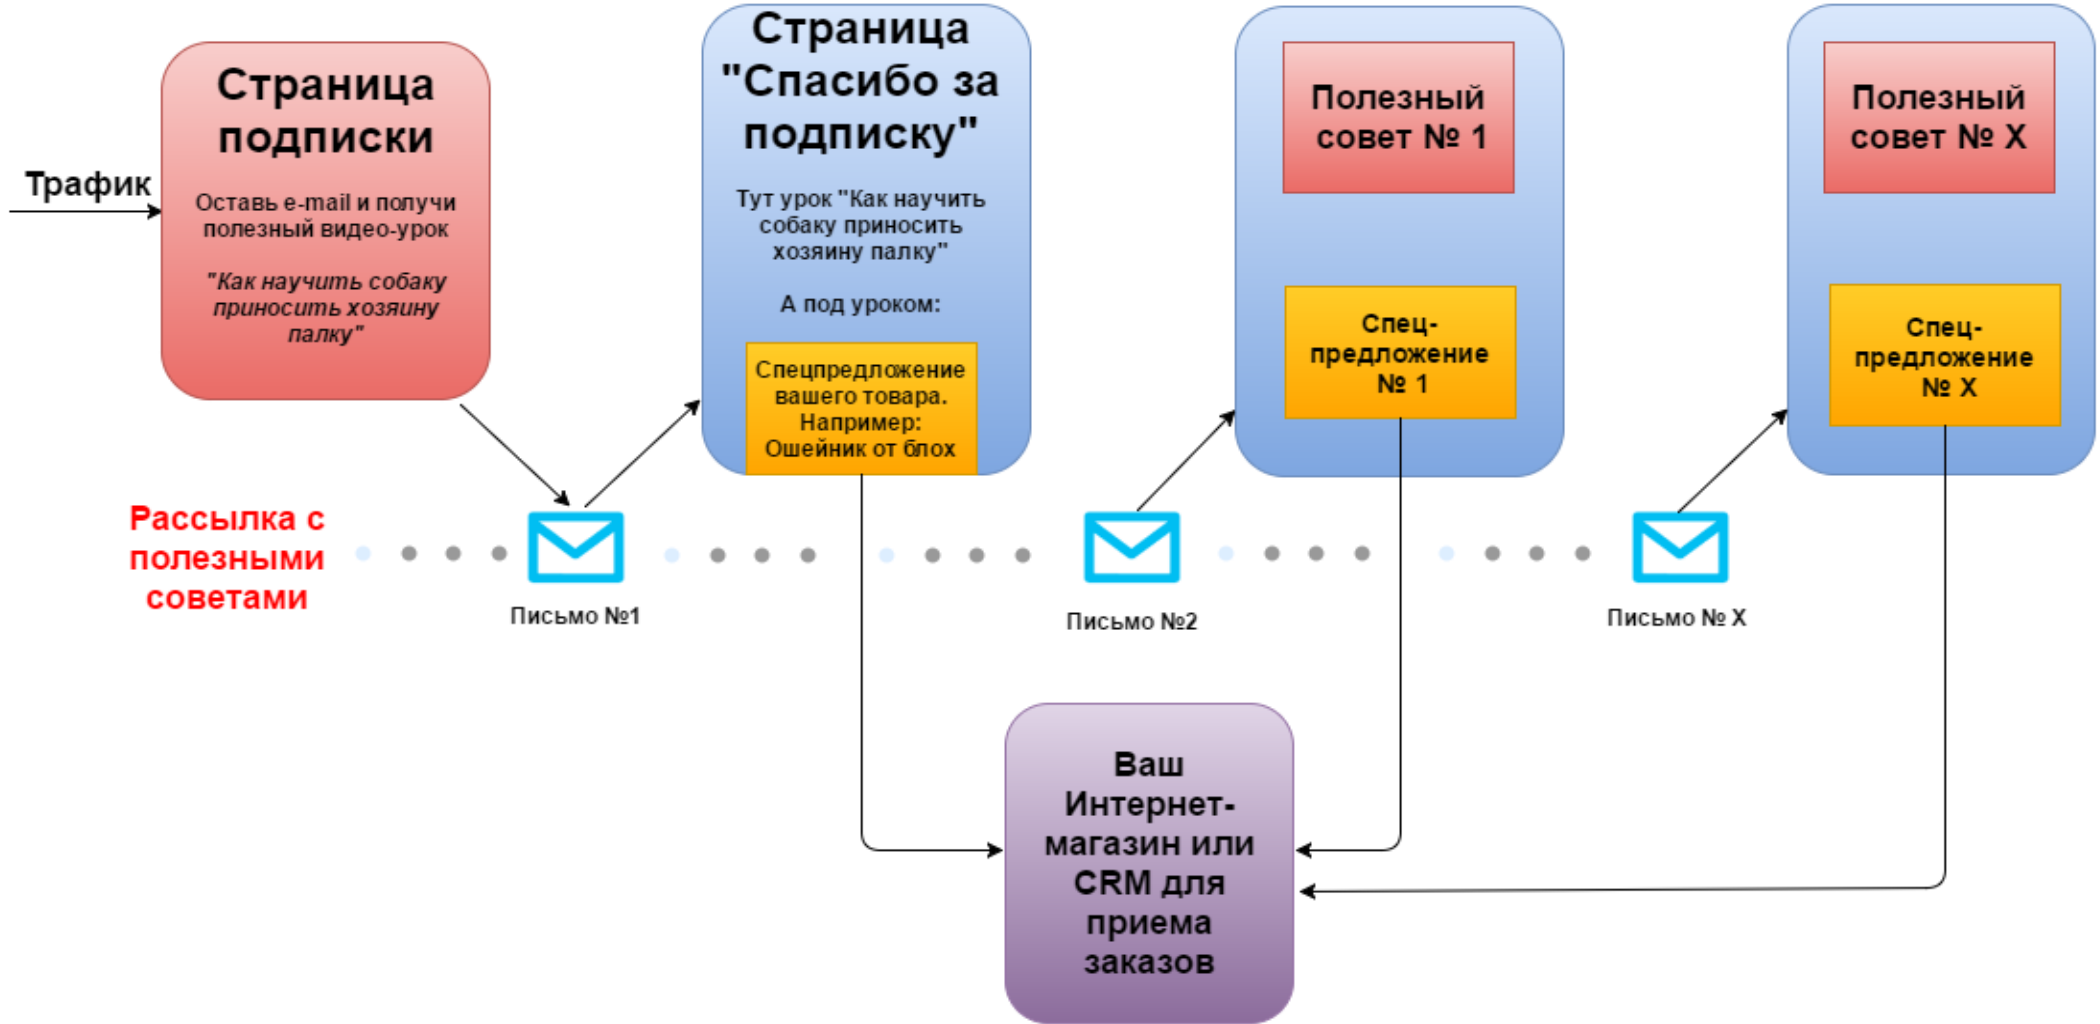 Трафик
Страница
подписки
Оставь e-mail и получи
полезный видео-урок
"Как научить собаку
приносить хозяину
палку"
Страница
"Спасибо за
подписку"
Тут урок "Как научить
собаку приносить
хозяину палку"
А под уроком:
Спецпредложение
вашего товара.
Например:
Ошейник от блох
Полезный
совет № 1
Спец-
предложение
№ 1
Полезный
совет № X
Спец-
предложение
№ X
Рассылка с
полезными
советами
Письмо №1
Письмо №2
Письмо № X
Ваш
Интернет-
магазин или
CRM для
приема
заказов